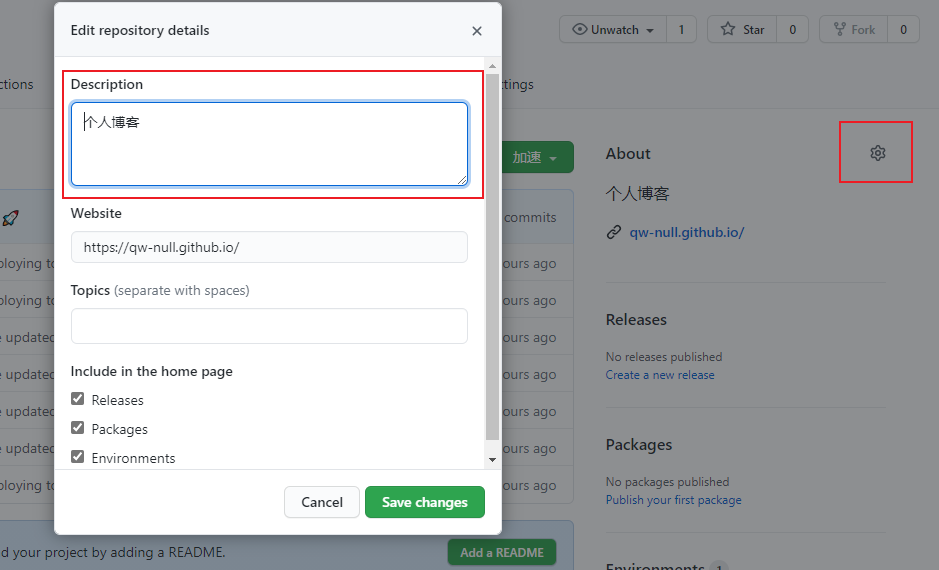 Edit repository details
Unwatch 1 Star 0 Fork 0
ctions
ttings
Description
个人博客
加速
About
个人博客
qw-null.github.io/
commits
Website
https://qw-null.github.io/
ploying to
ours ago
Topics (separate with spaces)
ploying to
ours ago
Releases
e updated
ours ago
No releases published
Create a new release
Include in the home page
e updated
ours ago
Releases
e updated
ours ago
Packages
Packages
e updated
ours ago
Environments
No packages published
Publish your first package
ploying to
ours ago
Cancel Save changes
d your project by adding a README.
Add a README
Environments 1